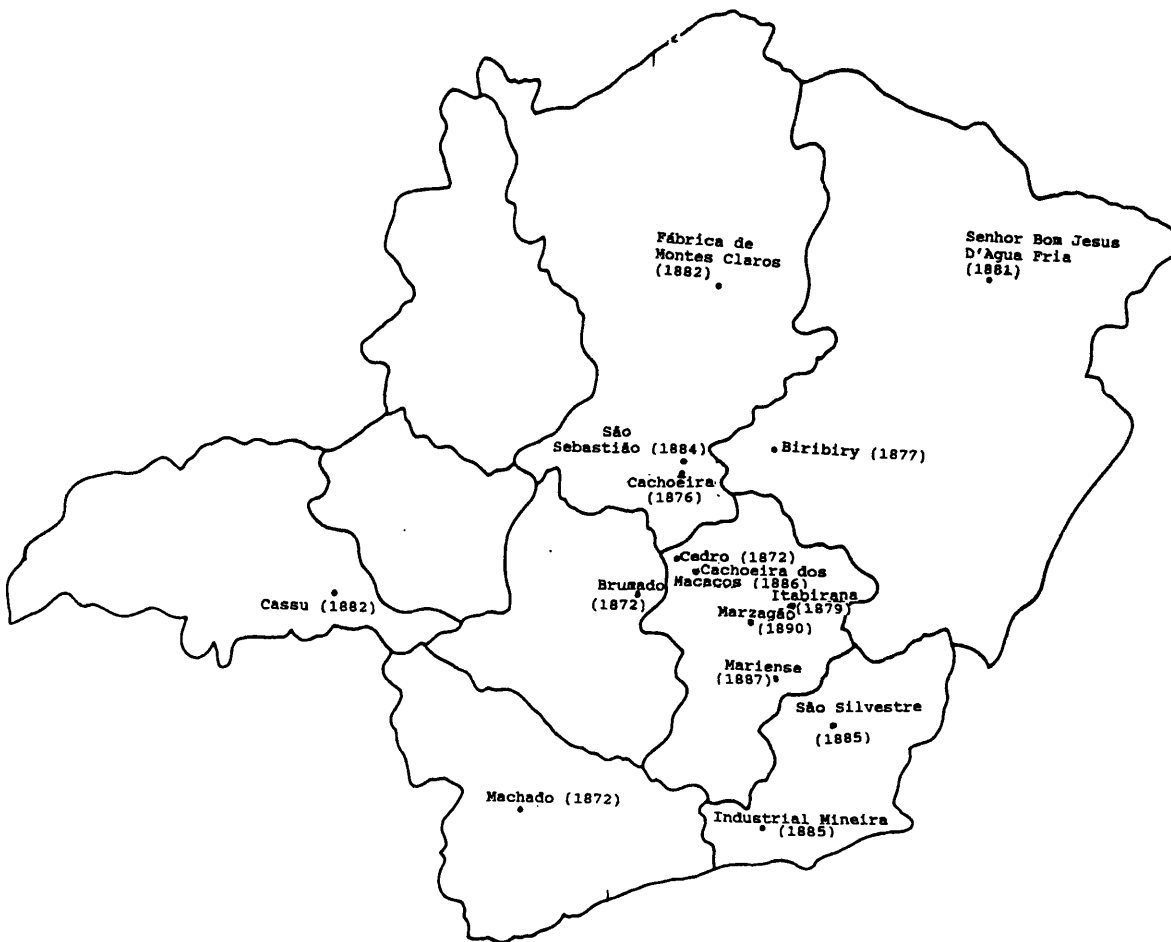 Fábrica de
Montes Claros
(1882)
Senhor Bom Jesus
D'Agua Fria
(1881)
São
Sebastião (1884)
Biribiry (1877)
Cachoeira
(1876)
Cedro (1872)
Cachoeira dos
Macacos (1886)
Brumado
(1872)
Itabirana
(1879)
Cassu (1882)
Marzagão
(1890)
Mariense
(1887)
São Silvestre
(1885)
Machado (1872)
Industrial Mineira
(1885)